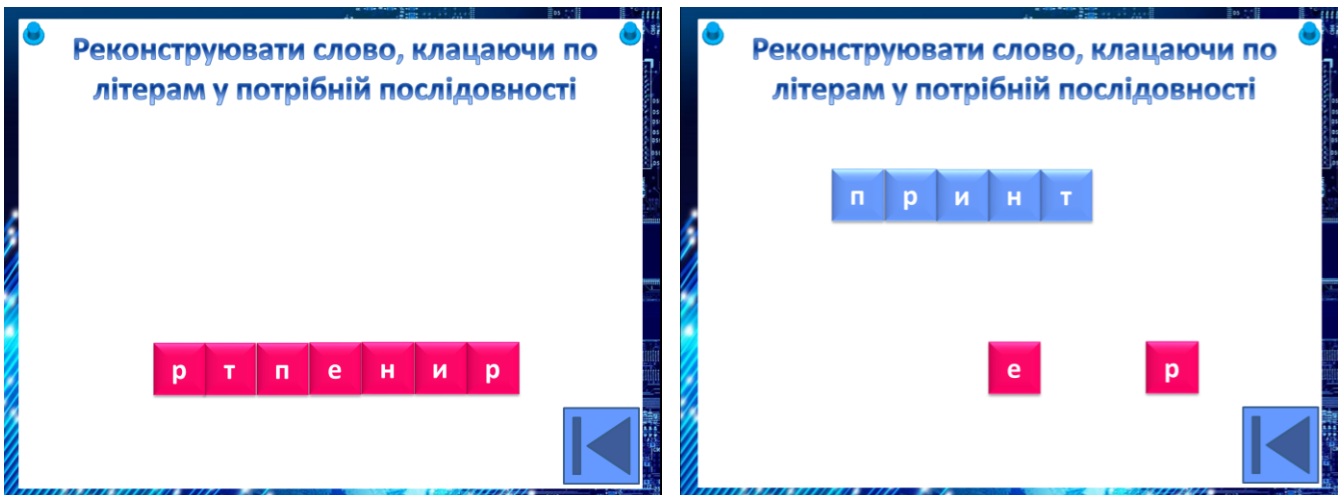 Реконструювати слово, клацаючи по
літерам у потрібній послідовності
р т п е н и р
Реконструювати слово, клацаючи по
літерам у потрібній послідовності
п р и н т
е р